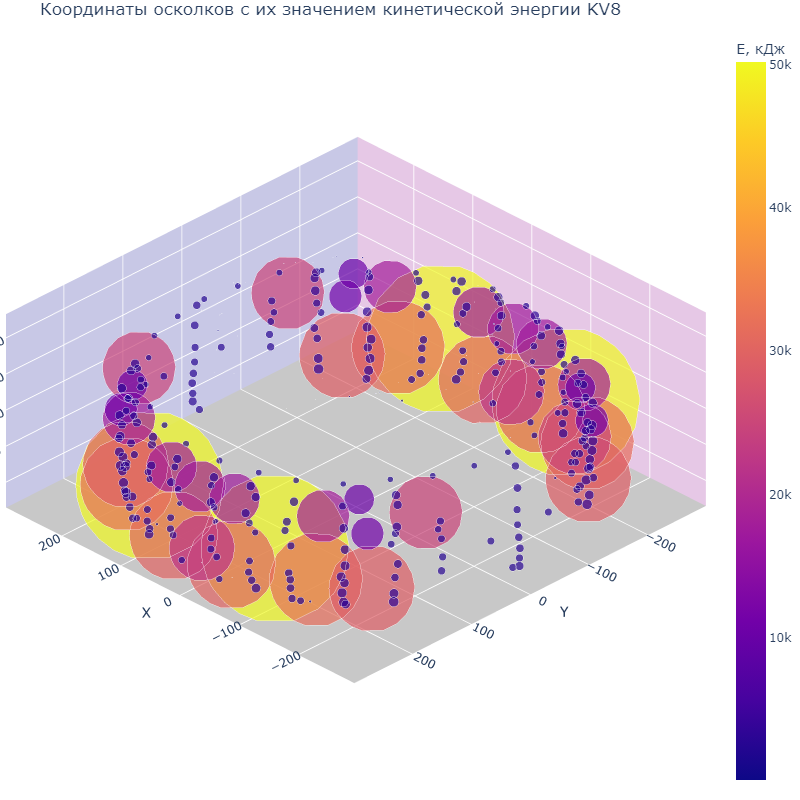 Координаты осколков с их значением кинетической энергии KV8
E, кДж
50k
40k
30k
20k
10k
200
100
0
−100
−200
X
Y
−200
−100
0
100
200